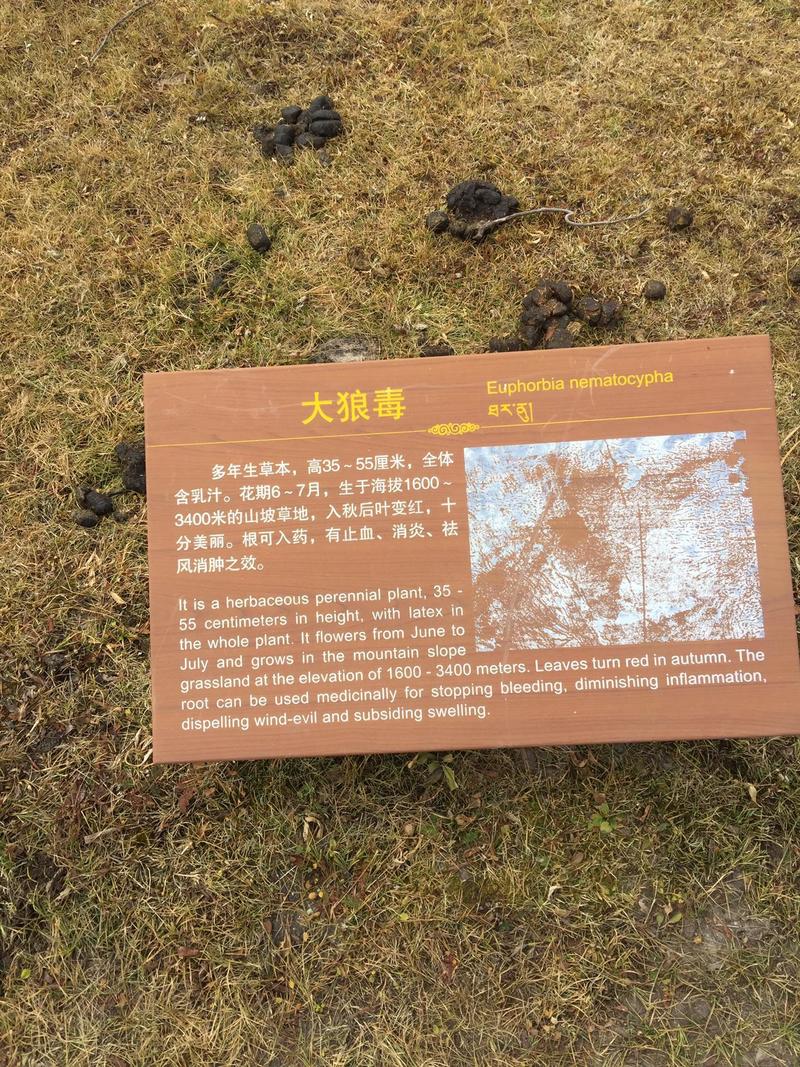 大狼毒
Euphorbia nematocypha
ཐར་ནུ།
多年生草本，高35～55厘米，全体
含乳汁。花期6～7月，生于海拔1600～
3400米的山坡草地，入秋后叶变红，十
分美丽。根可入药，有止血、消炎、祛
风消肿之效。
It is a herbaceous perennial plant, 35 -
55 centimeters in height, with latex in
the whole plant. It flowers from June to
July and grows in the mountain slope
grassland at the elevation of 1600 - 3400 meters. Leaves turn red in autumn. The
root can be used medicinally for stopping bleeding, diminishing inflammation,
dispelling wind-evil and subsiding swelling.